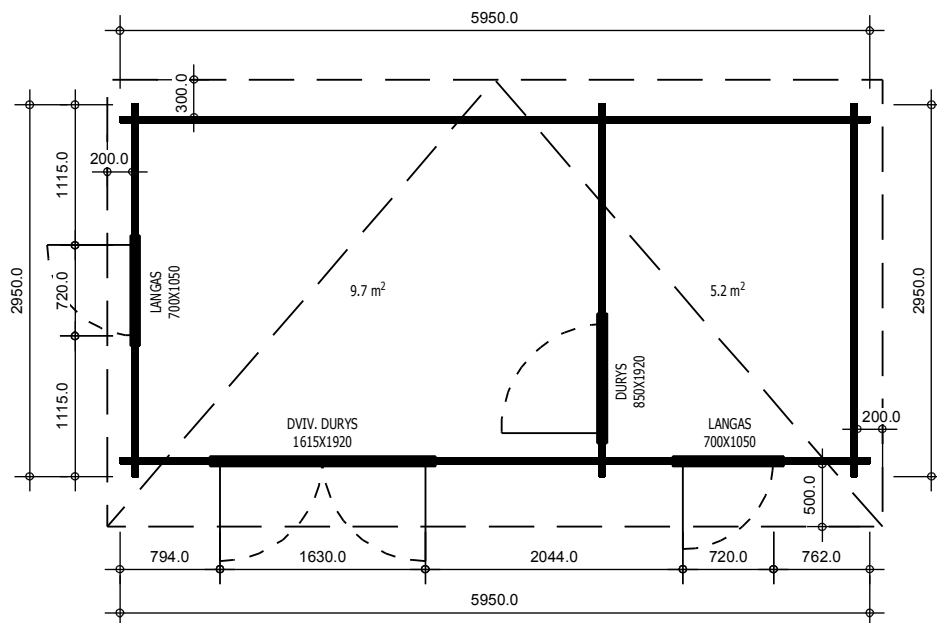 5950.0
300.0
1115.0
200.0
2950.0
720.0
LANGAS
700X1050
9.7 m²
5.2 m²
2950.0
DURYS
850X1920
1115.0
DVIV. DURYS
1615X1920
LANGAS
700X1050
200.0
500.0
794.0
1630.0
2044.0
720.0
762.0
5950.0